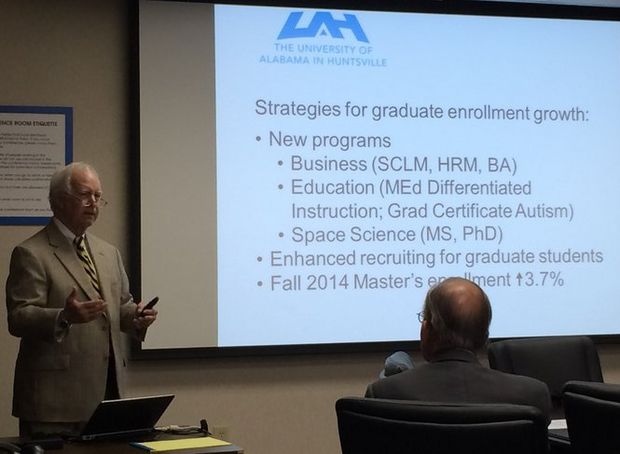 UAH
THE UNIVERSITY OF
ALABAMA IN HUNTSVILLE
Strategies for graduate enrollment growth:
• New programs
• Business (SCLM, HRM, BA)
• Education (MEd Differentiated
Instruction; Grad Certificate Autism)
• Space Science (MS, PhD)
• Enhanced recruiting for graduate students
• Fall 2014 Master's enrollment ↑3.7%
ROOM ETIQUETTE